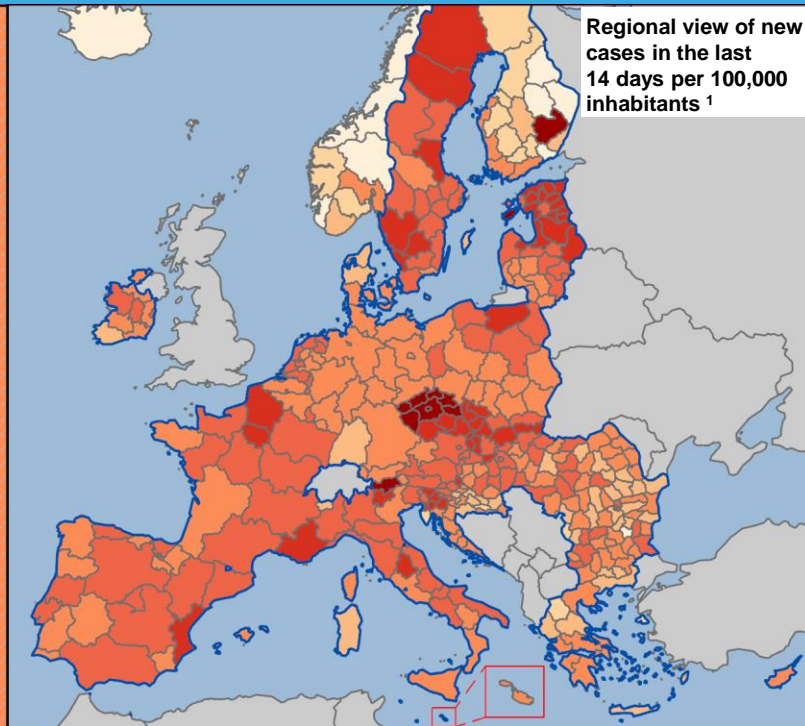 Regional view of new
cases in the last
14 days per 100,000
inhabitants ¹